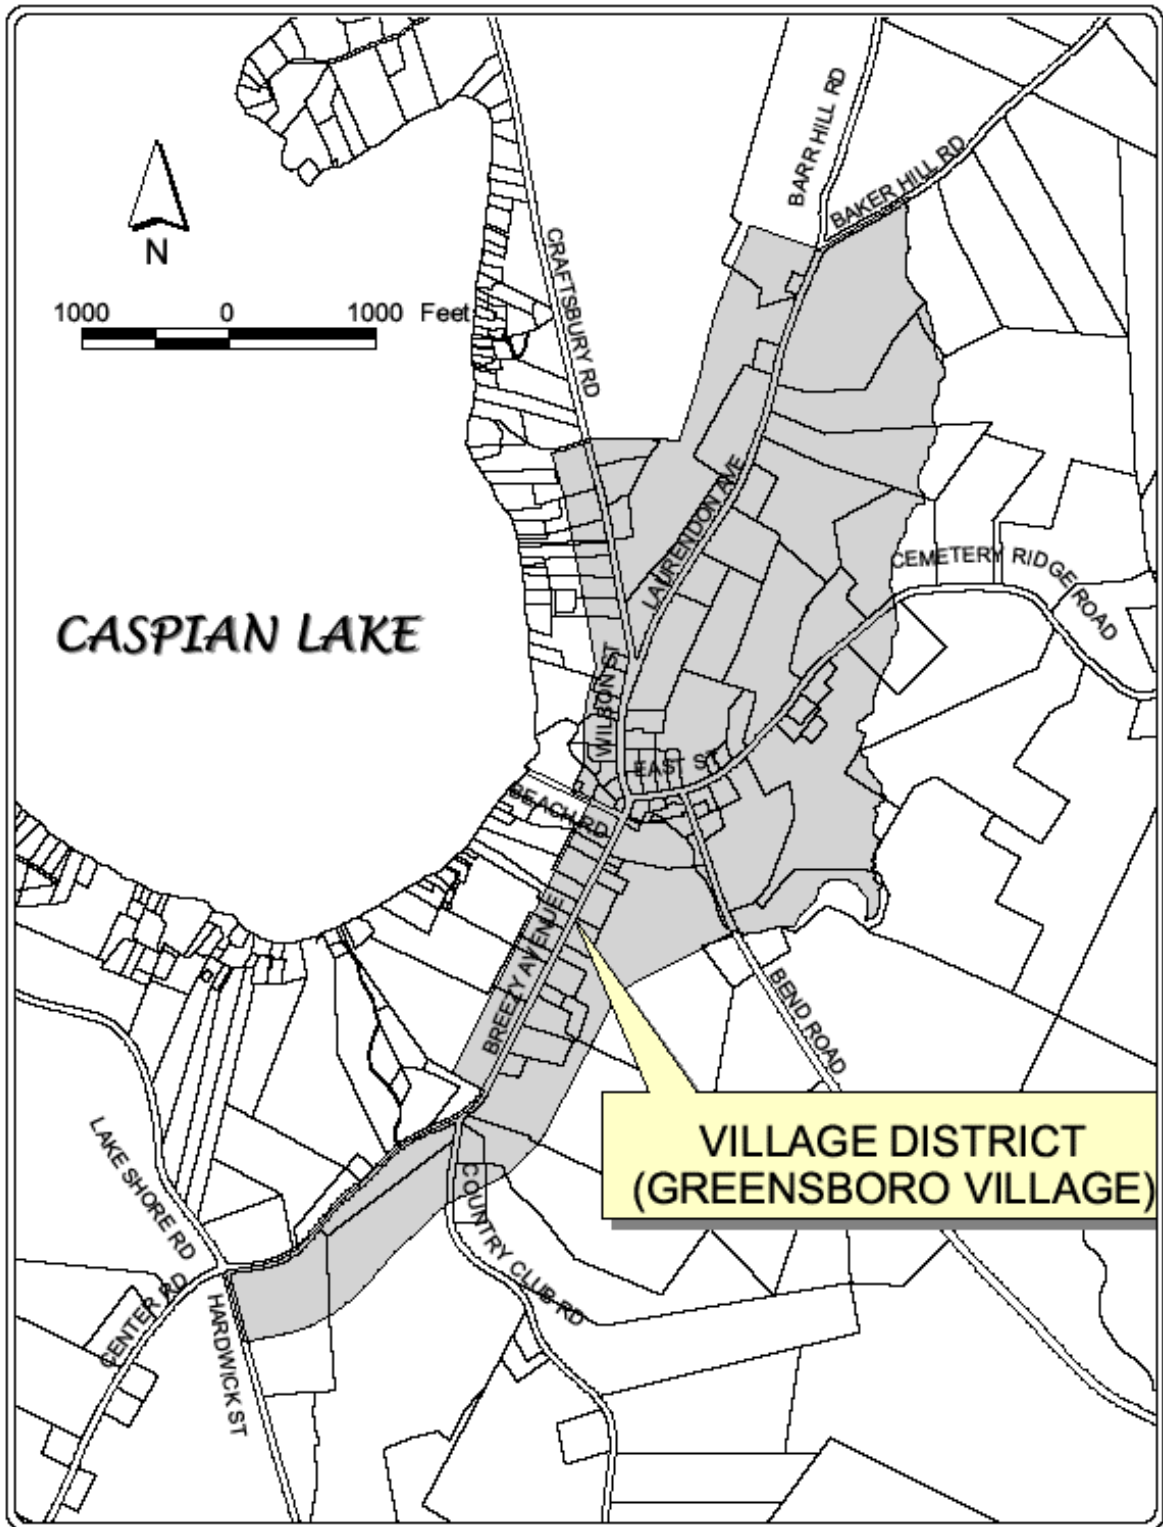 BARR HILL RD
BAKER HILL RD
N
CRAFTSBURY RD
1000 0 1000 Feet
LAURENDON AVE
CEMETERY RIDGE ROAD
CASPIAN LAKE
WILSON ST
EAST ST
BEACH RD
BREEZY AVENUE
BEND ROAD
VILLAGE DISTRICT
(GREENSBORO VILLAGE)
LAKE SHORE RD
COUNTRY CLUB RD
CENTER RD
HARDWICK ST